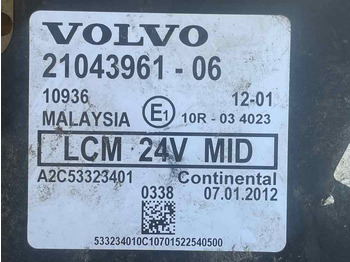 VOLVO
21043961 - 06
10936 12-01
MALAYSIA E1 10R - 03 4023
LCM 24V MID
A2C53323401 Continental
0338 07.01.2012
533234010C10701522540500